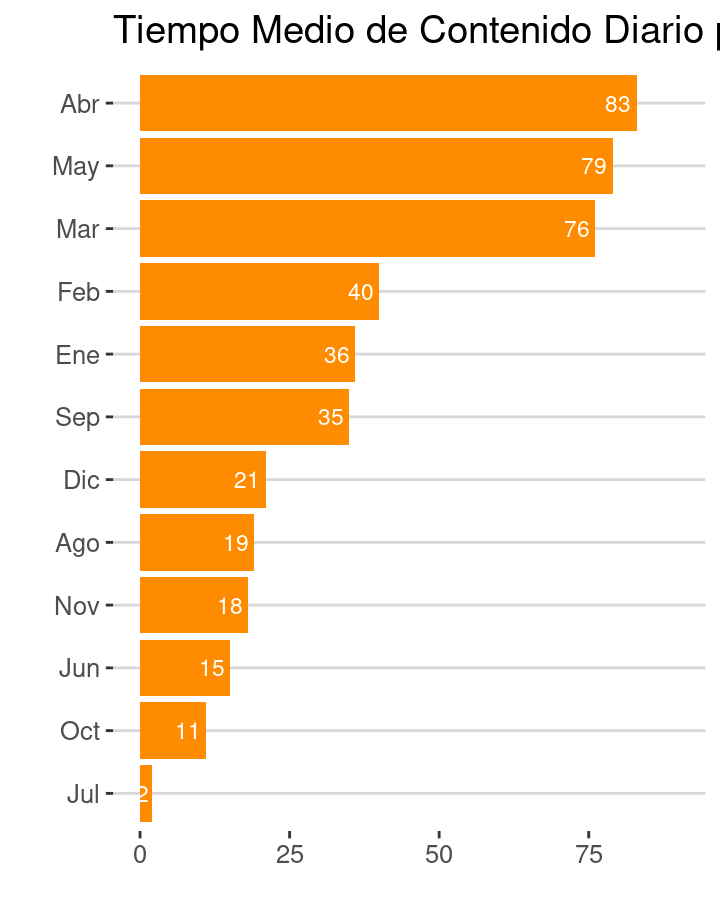 Tiempo Medio de Contenido Diario
Abr 83
May 79
Mar 76
Feb 40
Ene 36
Sep 35
Dic 21
Ago 19
Nov 18
Jun 15
Oct 11
Jul 2
0 25 50 75